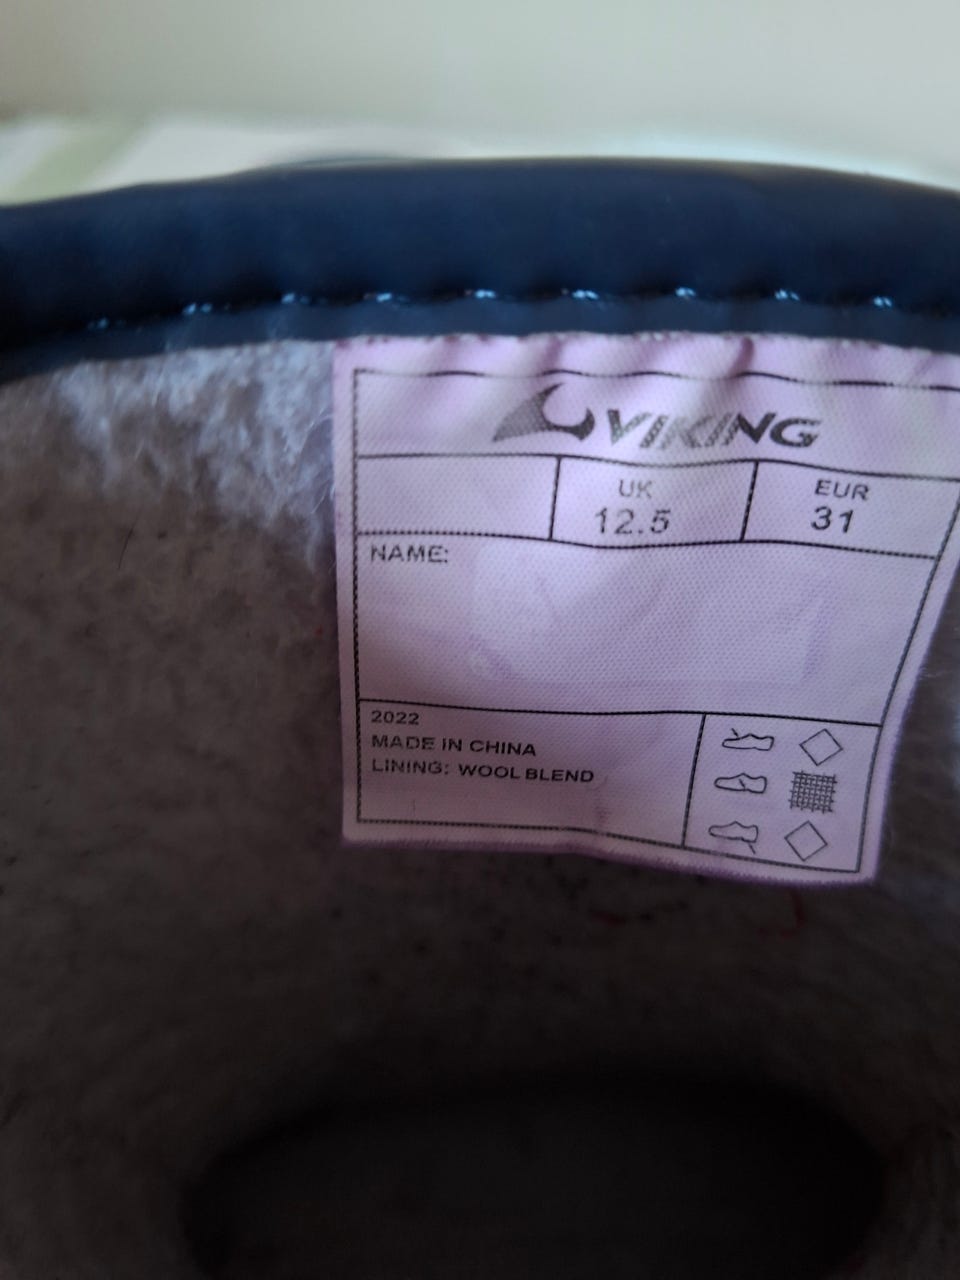 VIKING
UK EUR
12.5 31
NAME:
2022
MADE IN CHINA
LINING: WOOL BLEND